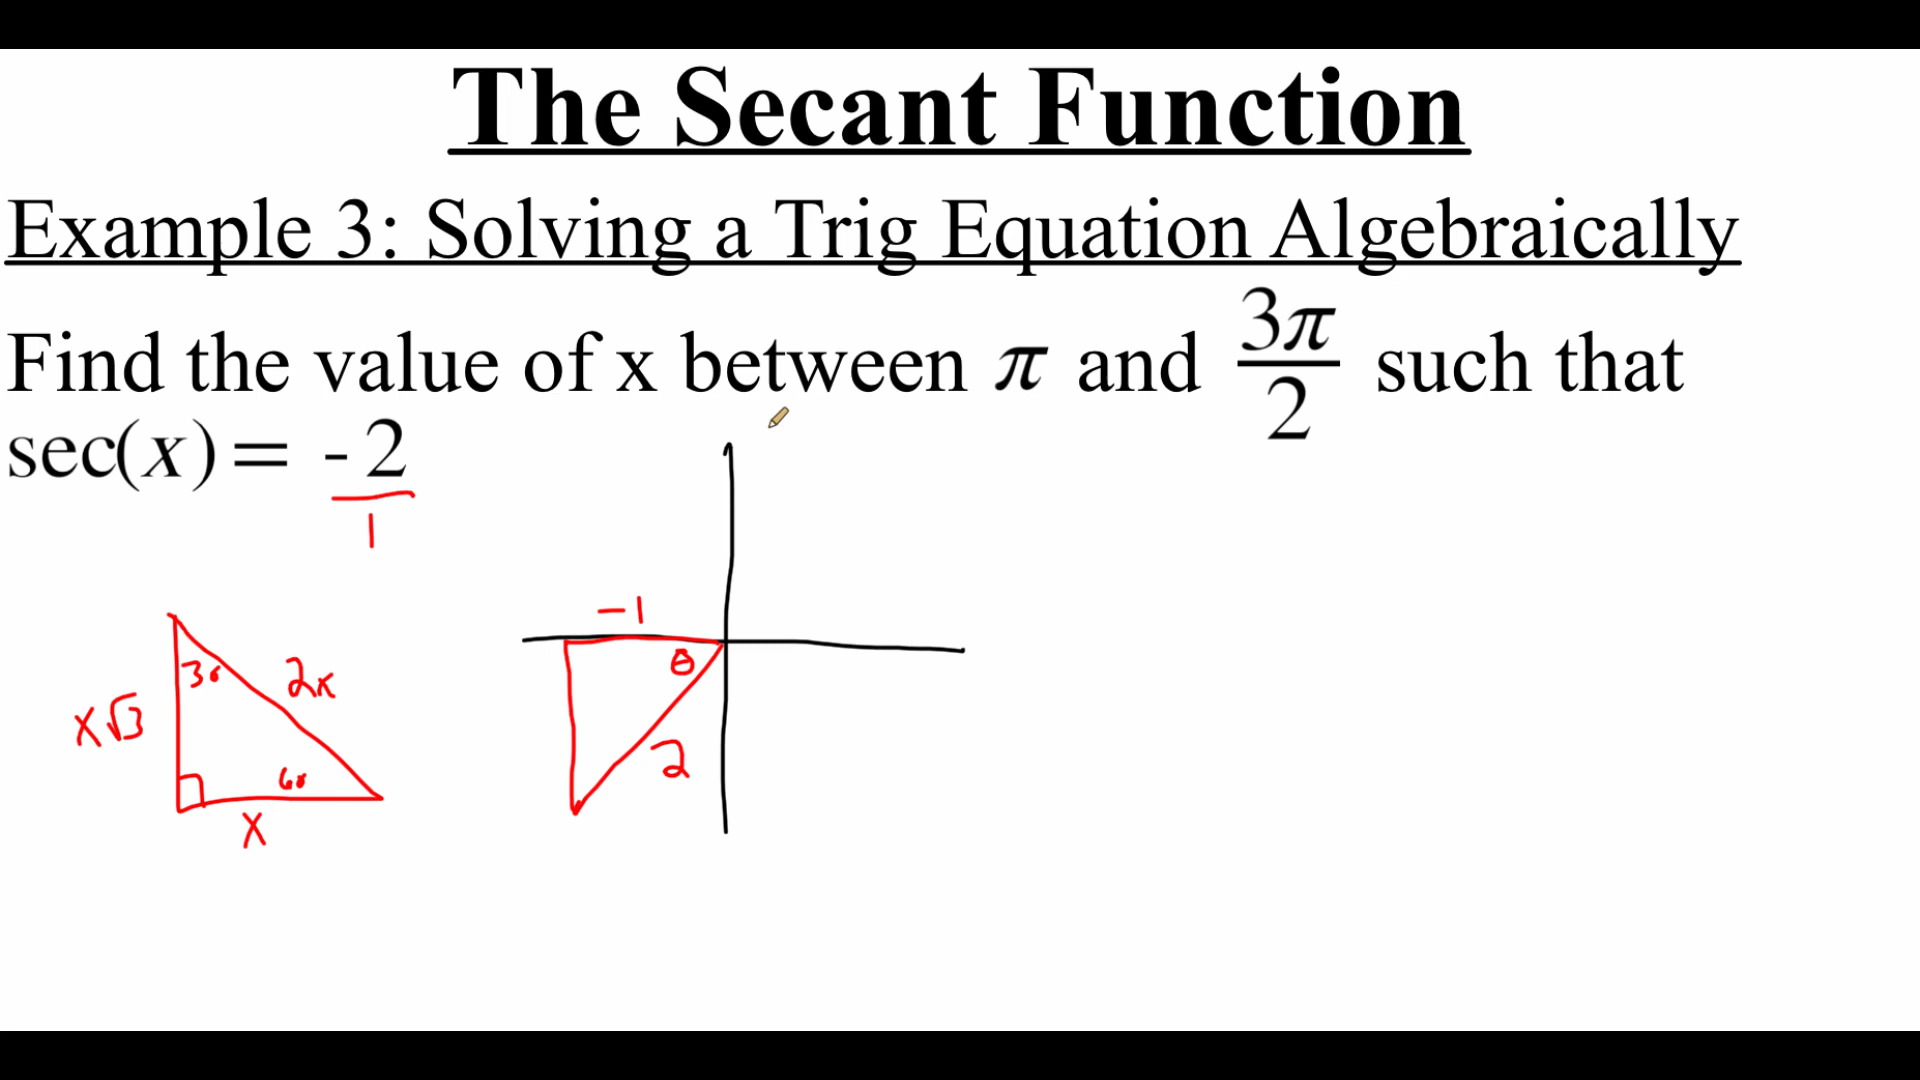 The Secant Function
Example 3: Solving a Trig Equation Algebraically
Find the value of x between π and 3π/2 such that
sec(x) = -2
1
30
2x
x√3
60
x
-1
θ
2